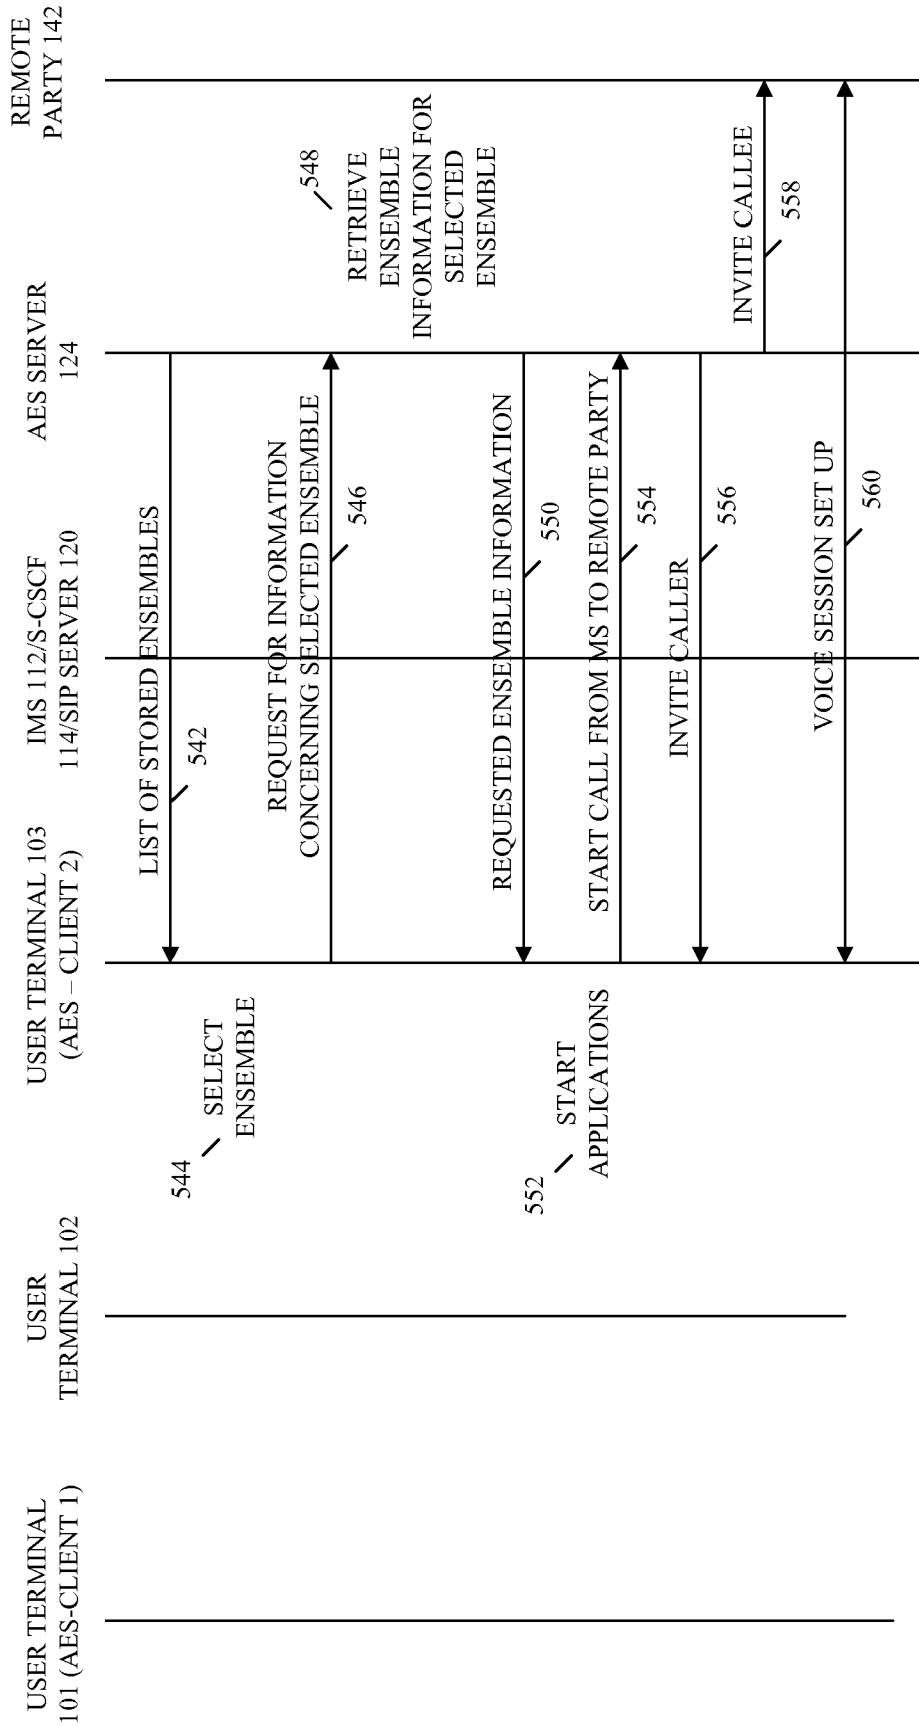 USER TERMINAL
101 (AES-CLIENT 1)
USER
TERMINAL 102
USER TERMINAL 103
(AES – CLIENT 2)
IMS 112/S-CSCF
114/SIP SERVER 120
AES SERVER
124
REMOTE
PARTY 142
LIST OF STORED ENSEMBLES
542
544
SELECT
ENSEMBLE
REQUEST FOR INFORMATION
CONCERNING SELECTED ENSEMBLE
546
548
RETRIEVE
ENSEMBLE
INFORMATION FOR
SELECTED
ENSEMBLE
REQUESTED ENSEMBLE INFORMATION
550
552
START
APPLICATIONS
START CALL FROM MS TO REMOTE PARTY
554
INVITE CALLER
556
INVITE CALLEE
558
VOICE SESSION SET UP
560